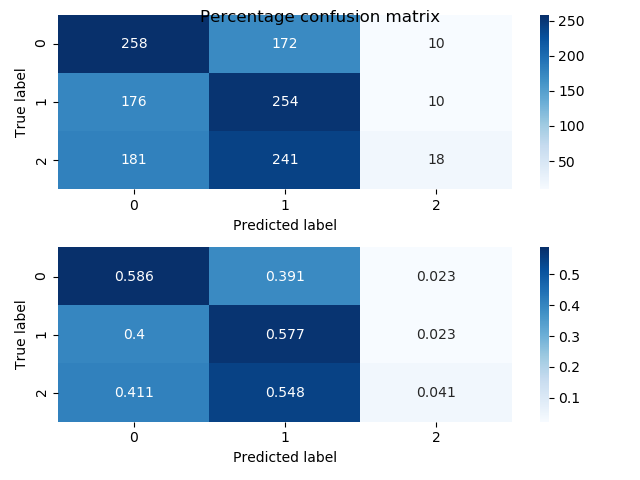 Percentage confusion matrix
True label
0 258 172 10
1 176 254 10
2 181 241 18
0 1 2
Predicted label
250
200
150
100
50
True label
0 0.586 0.391 0.023
1 0.4 0.577 0.023
2 0.411 0.548 0.041
0 1 2
Predicted label
0.5
0.4
0.3
0.2
0.1